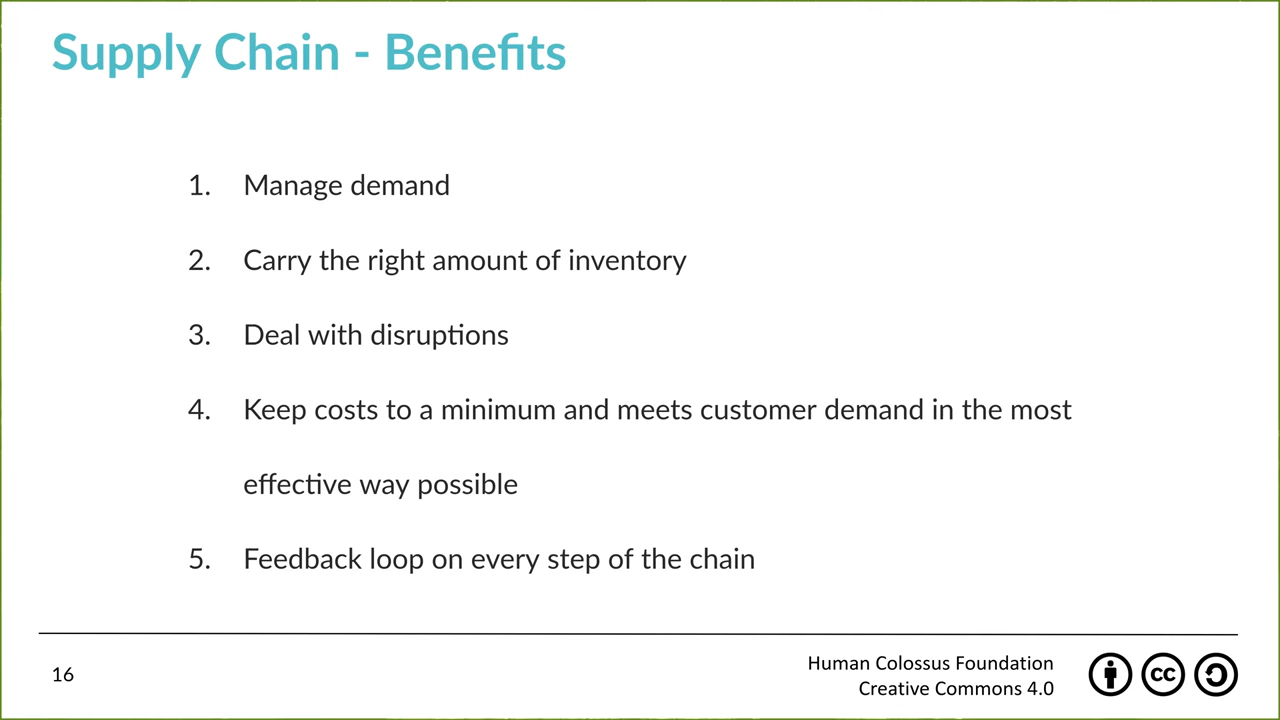 Supply Chain - Benefits
1. Manage demand
2. Carry the right amount of inventory
3. Deal with disruptions
4. Keep costs to a minimum and meets customer demand in the most
effective way possible
5. Feedback loop on every step of the chain
16
Human Colossus Foundation
Creative Commons 4.0
cc